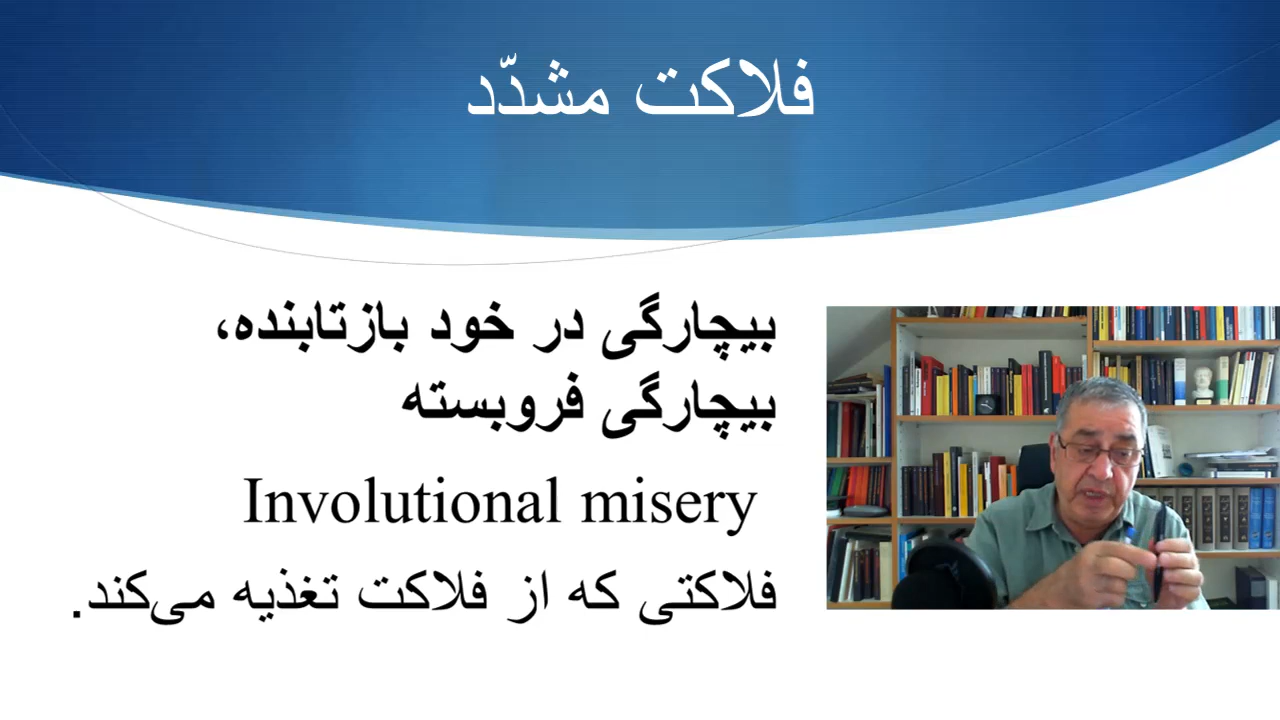 فلاکت مشدّد
بیچارگی در خود بازتابنده،
بیچارگی فروبسته
Involutional misery
فلاکتی که از فلاکت تغذیه می‌کند.